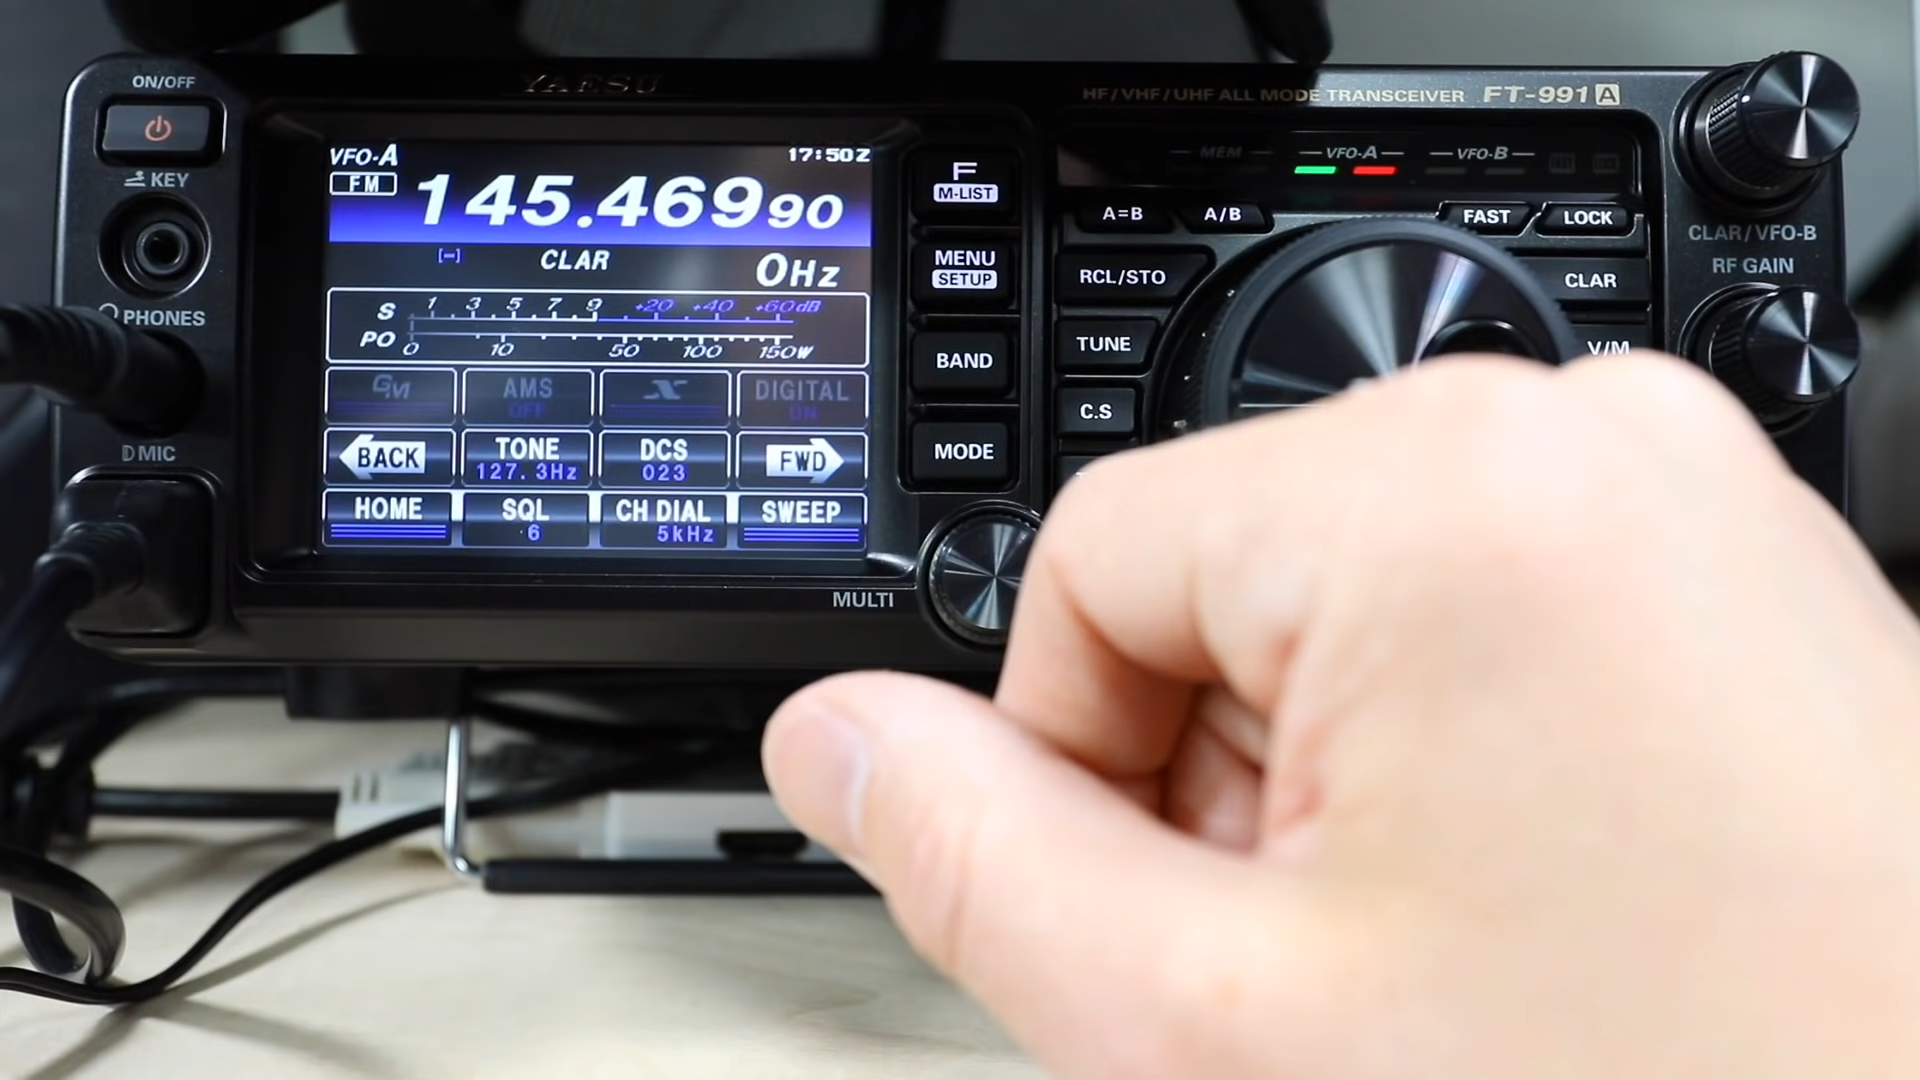 YAESU
HF/VHF/UHF ALL MODE TRANSCEIVER FT-991A
ON/OFF
KEY
PHONES
MIC
VFO-A
17:50Z
FM
145.46990
[-]
CLAR
0Hz
S 1 3 5 7 9 +20 +40 +60dB
PO 0 10 50 100 150W
GM
AMS
OFF
X
DIGITAL
ON
BACK
TONE
127.3Hz
DCS
023
FWD
HOME
SQL
6
CH DIAL
5kHz
SWEEP
MULTI
F
M-LIST
MENU
SETUP
BAND
MODE
MEM
VFO-A
VFO-B
A=B
A/B
FAST
LOCK
RCL/STO
CLAR
TUNE
V/M
C.S
CLAR/VFO-B
RF GAIN